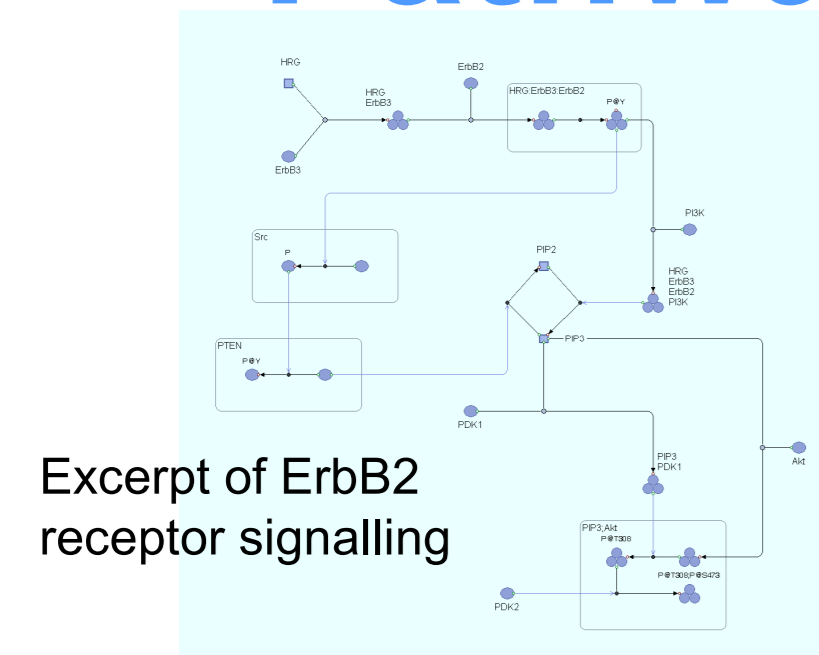 HRG
ErbB2
HRG
ErbB3
HRG:ErbB3:ErbB2
P@Y
ErbB3
PI3K
Src
P
PIP2
HRG
ErbB3
ErbB2
PI3K
PTEN
P@Y
PIP3
PDK1
Akt
PIP3
PDK1
Excerpt of ErbB2
receptor signalling
PIP3;Akt
P@T308
P@T308;P@S473
PDK2